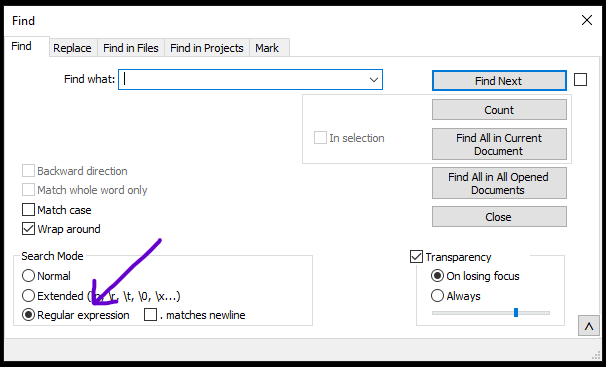 Find
Find Replace Find in Files Find in Projects Mark
Find what:
Find Next
Count
In selection
Find All in Current
Document
Find All in All Opened
Documents
Close
Backward direction
Match whole word only
Match case
Wrap around
Search Mode
Normal
Extended (\n, \r, \t, \0, \x...)
Regular expression
. matches newline
Transparency
On losing focus
Always